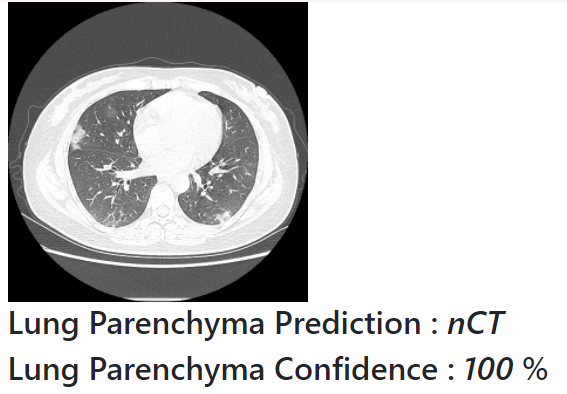 Lung Parenchyma Prediction : nCT
Lung Parenchyma Confidence : 100 %